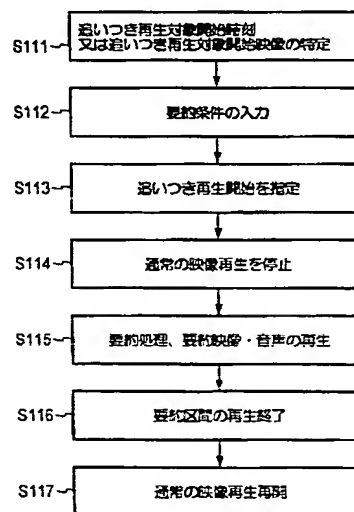 S111
追いつき再生対象開始時刻
又は追いつき再生対象開始映像の特定
S112
要約条件の入力
S113
追いつき再生開始を指定
S114
通常の映像再生を停止
S115
要約処理、要約映像・音声の再生
S116
要約区間の再生終了
S117
通常の映像再生再開